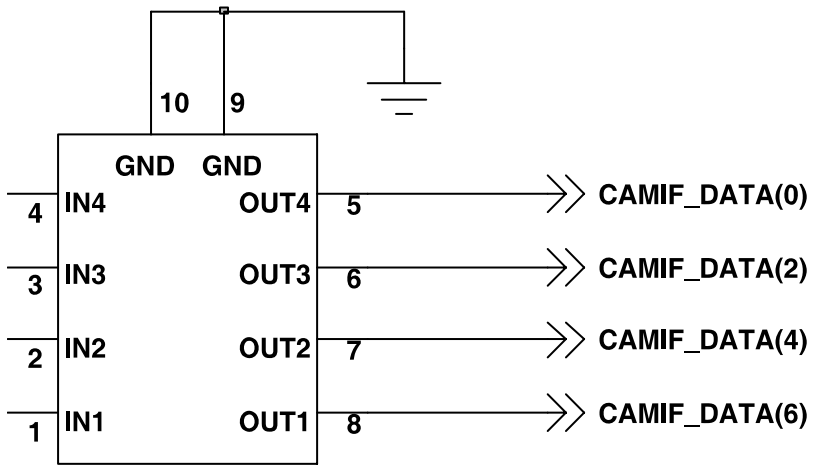 10 9
GND GND
4 IN4 OUT4 5 CAMIF_DATA(0)
3 IN3 OUT3 6 CAMIF_DATA(2)
2 IN2 OUT2 7 CAMIF_DATA(4)
1 IN1 OUT1 8 CAMIF_DATA(6)